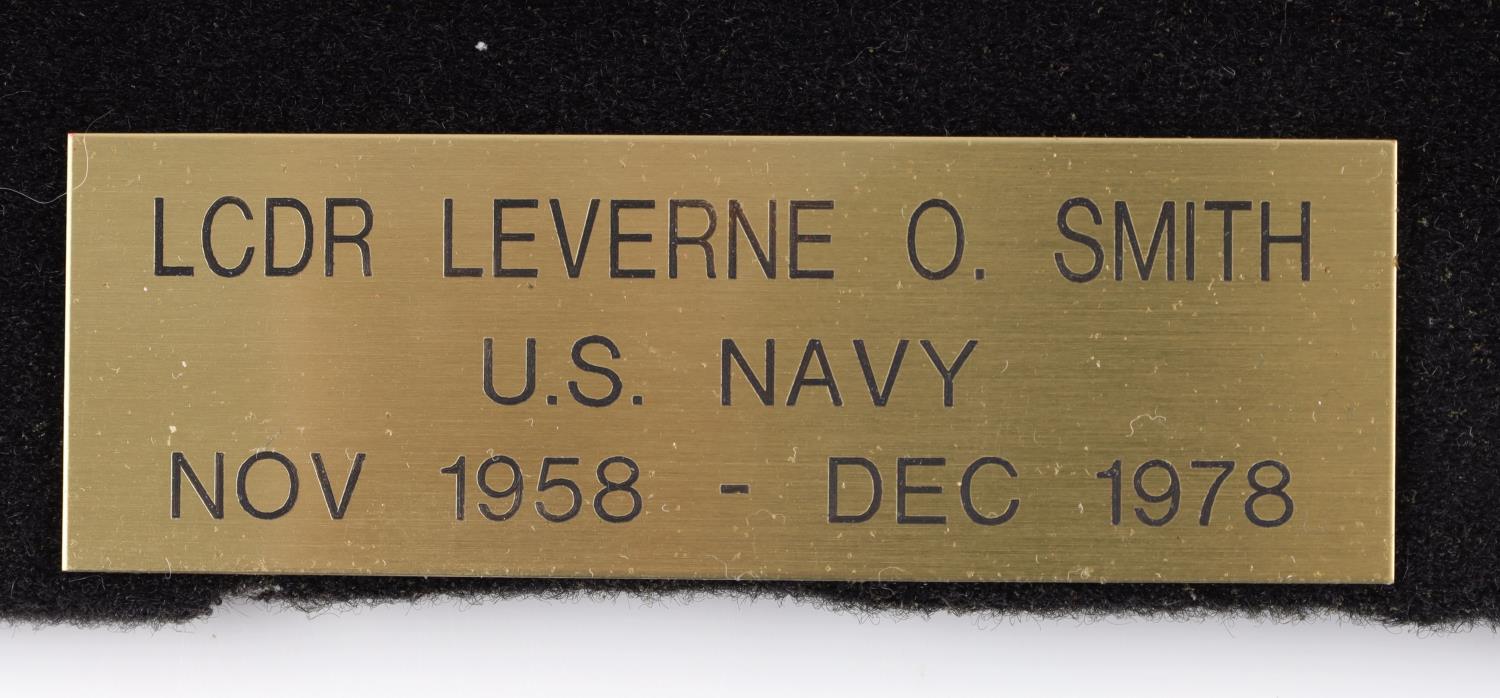 LCDR LEVERNE O. SMITH
U.S. NAVY
NOV 1958 - DEC 1978